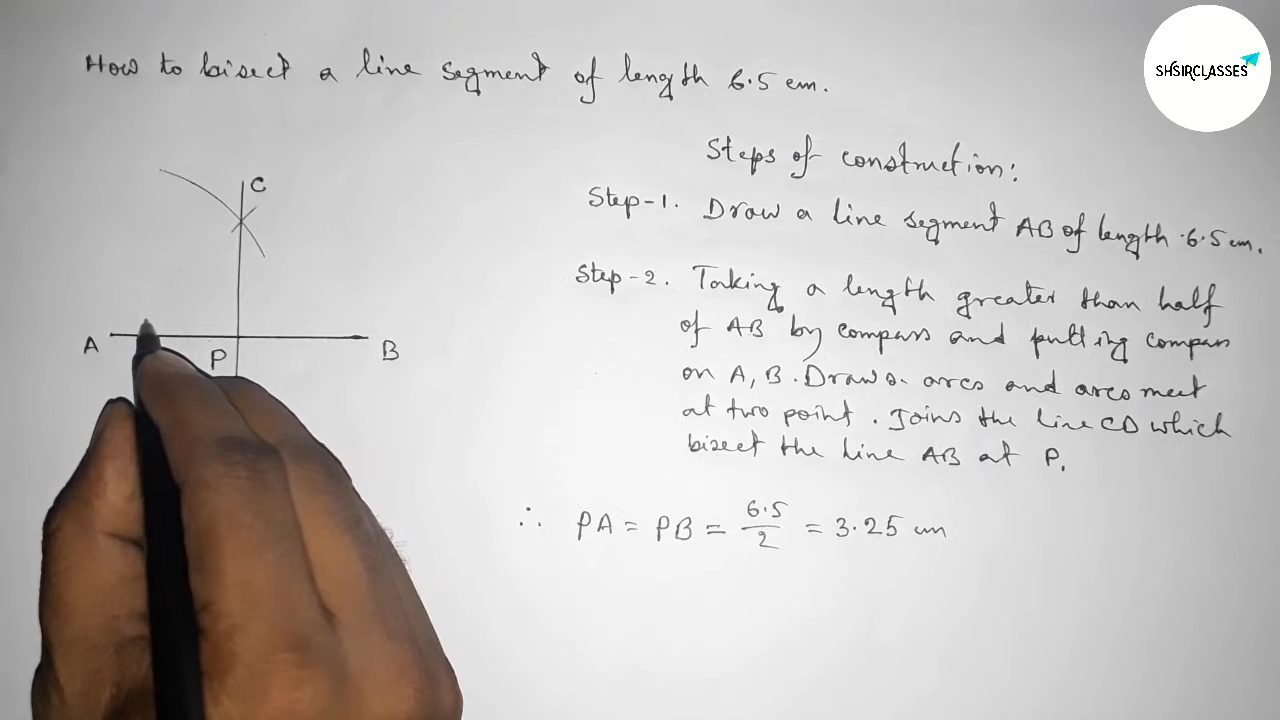 How to bisect a line segment of length 6.5 cm.
SHSIRCLASSES
Steps of construction:
Step-1. Draw a line segment AB of length 6.5 cm.
Step-2. Taking a length greater than half
of AB by compass and putting compass
on A, B. Draw arcs and arcs meet
at two point. Joins the line CD which
bisect the line AB at P.
∴ PA = PB = 6.5/2 = 3.25 cm
C
A
P
B